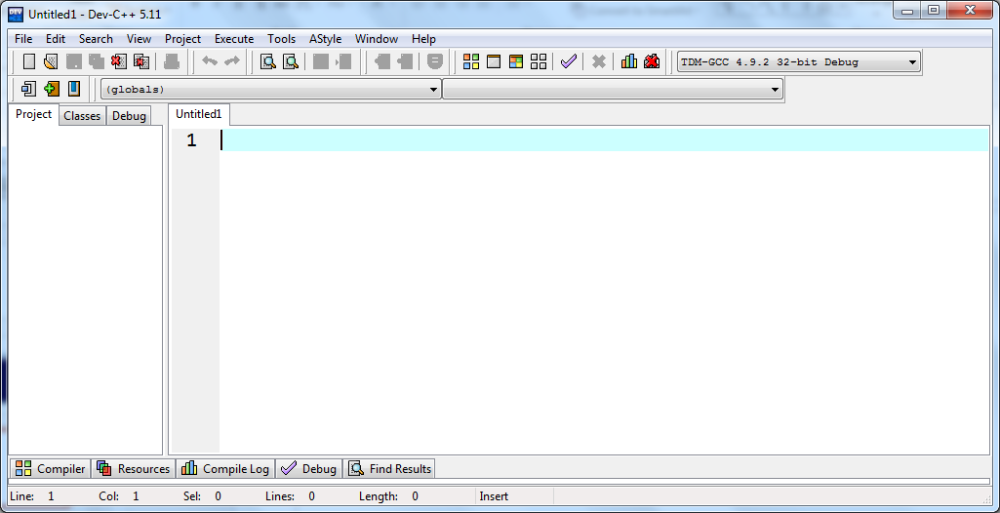 Untitled1 - Dev-C++ 5.11
File Edit Search View Project Execute Tools AStyle Window Help
TDM-GCC 4.9.2 32-bit Debug
(globals)
Project Classes Debug Untitled1
1
Compiler Resources Compile Log Debug Find Results
Line: 1 Col: 1 Sel: 0 Lines: 0 Length: 0 Insert